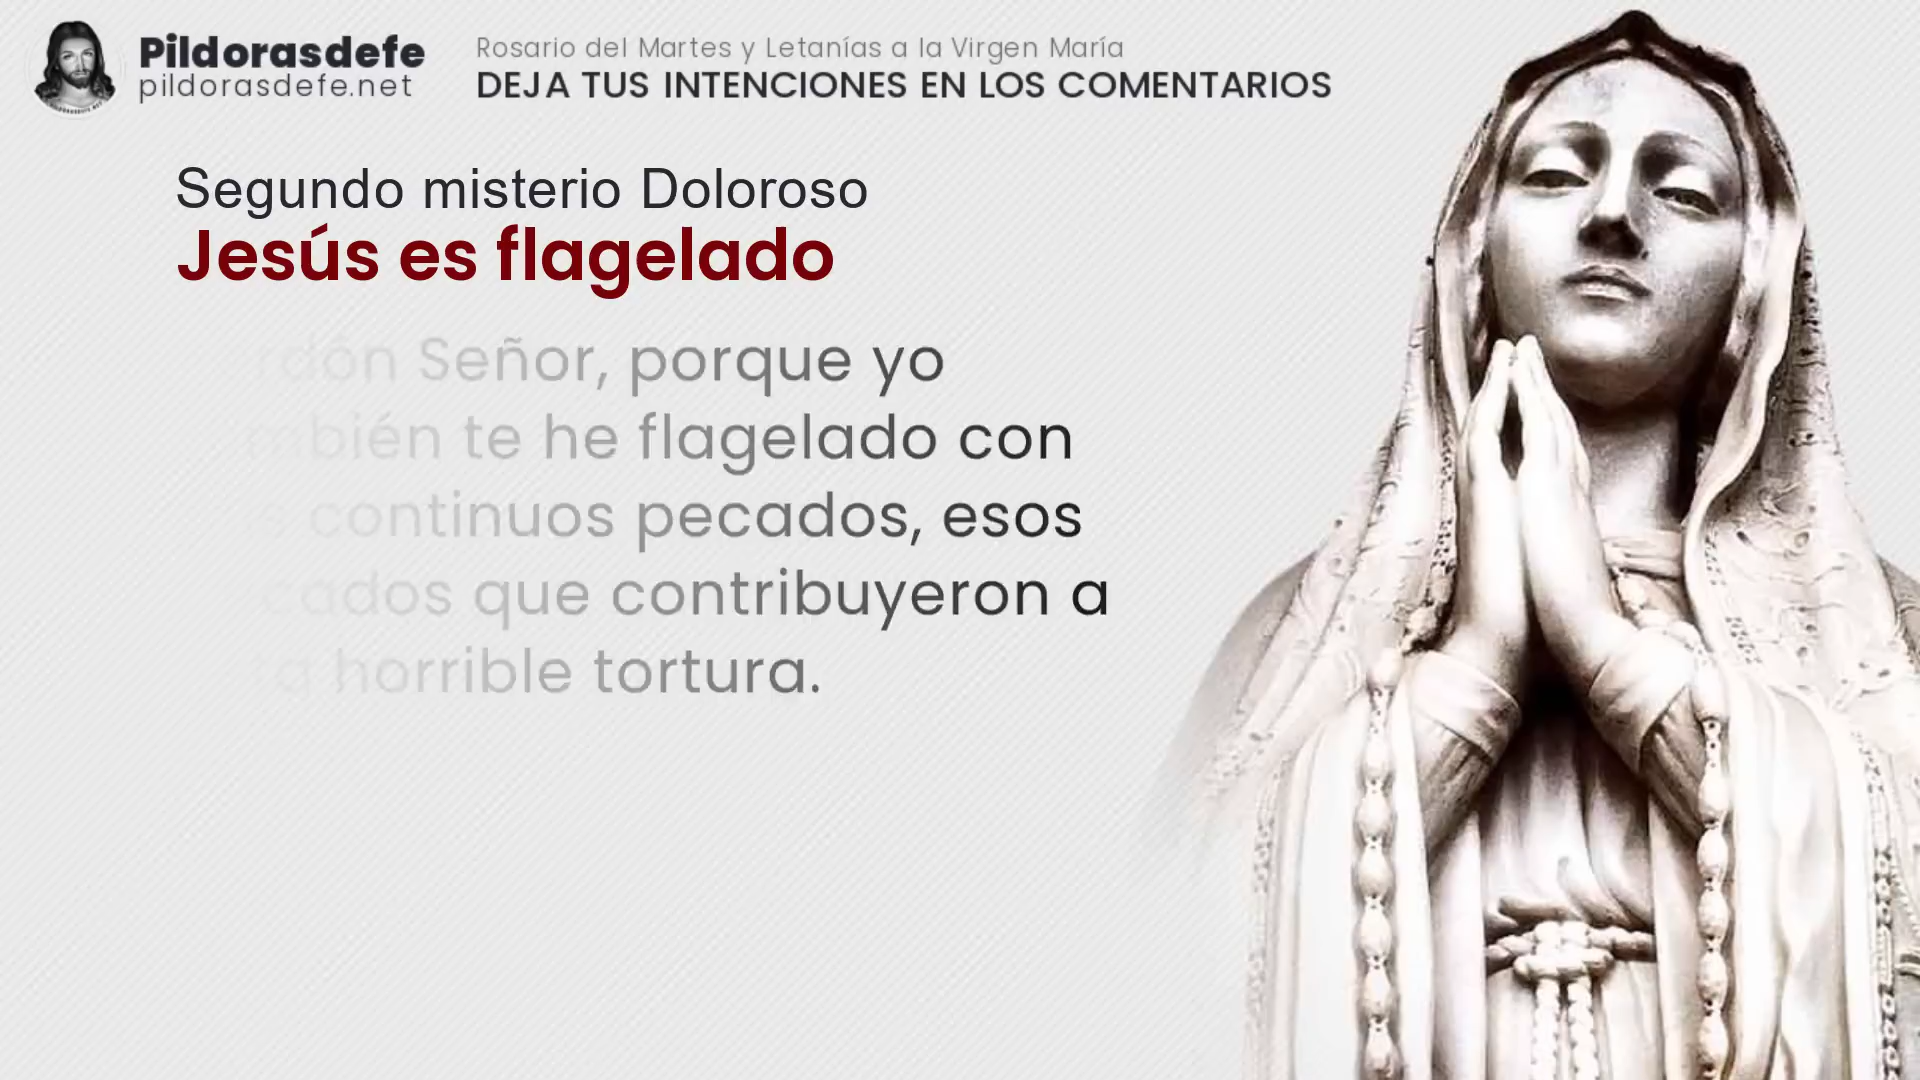 Pildorasdefe
pildorasdefe.net
Rosario del Martes y Letanías a la Virgen María
DEJA TUS INTENCIONES EN LOS COMENTARIOS
Segundo misterio Doloroso
Jesús es flagelado
Señor, porque yo
te he flagelado con
continuos pecados, esos
que contribuyeron a
horrible tortura.